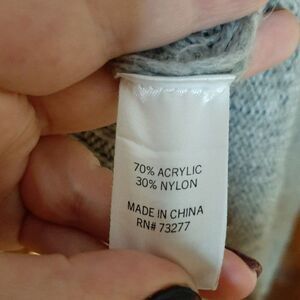 70% ACRYLIC
30% NYLON
MADE IN CHINA
RN# 73277